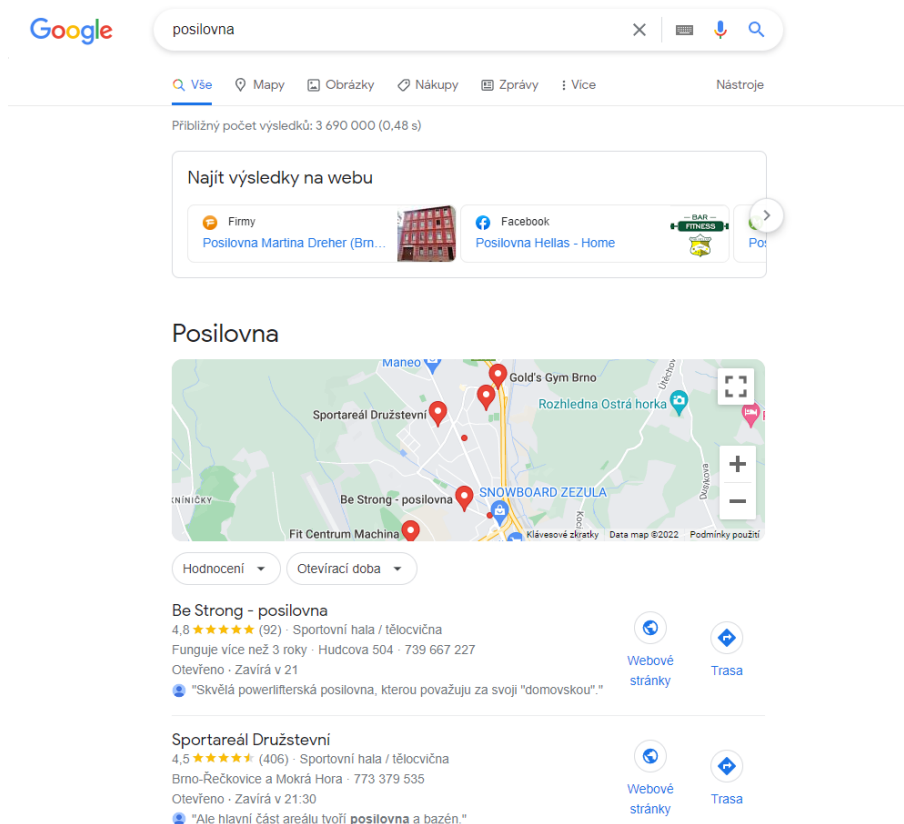 Google
posilovna
Vše
Mapy
Obrázky
Nákupy
Zprávy
Více
Nástroje
Přibližný počet výsledků: 3 690 000 (0,48 s)
Najít výsledky na webu
Firmy
Posilovna Martina Dreher (Brn...
Facebook
Posilovna Hellas - Home
BAR
FITNESS
Posilovna
Maneo
Gold's Gym Brno
Rozhledna Ostrá horka
Sportareál Družstevní
Be Strong - posilovna
SNOWBOARD ZEZULA
KNÍNIČKY
Fit Centrum Machina
Klávesové zkratky
Data map ©2022
Podmínky použití
Hodnocení
Otevírací doba
Be Strong - posilovna
4,8 (92) · Sportovní hala / tělocvična
Funguje více než 3 roky · Hudcova 504 · 739 667 227
Otevřeno · Zavírá v 21
"Skvělá powerlifterská posilovna, kterou považuju za svoji "domovskou"."
Webové
stránky
Trasa
Sportareál Družstevní
4,5 (406) · Sportovní hala / tělocvična
Brno-Řečkovice a Mokrá Hora · 773 379 535
Otevřeno · Zavírá v 21:30
"Ale hlavní část areálu tvoří posilovna a bazén."
Webové
stránky
Trasa